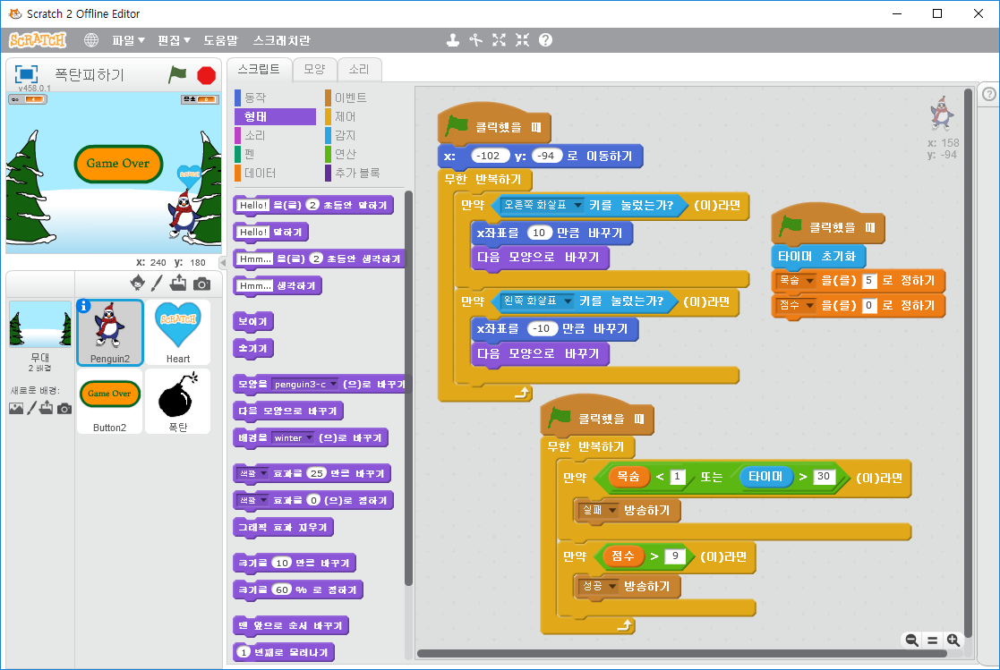 Scratch 2 Offline Editor
SCRATCH 파일 편집 도움말 스크래치란
폭탄피하기
v458.0.1
목숨
Game Over
SCRATCH
x: 240 y: 180
무대
2 배경
새로운 배경:
Penguin2
SCRATCH
Heart
Game Over
Button2
폭탄
스크립트 모양 소리
동작 이벤트
형태 제어
소리 감지
펜 연산
데이터 추가 블록
Hello! 을(를) 2 초동안 말하기
Hello! 말하기
Hmm... 을(를) 2 초동안 생각하기
Hmm... 생각하기
보이기
숨기기
모양을 penguin3-c (으)로 바꾸기
다음 모양으로 바꾸기
배경을 winter (으)로 바꾸기
색깔 효과를 25 만큼 바꾸기
색깔 효과를 0 (으)로 정하기
그래픽 효과 지우기
크기를 10 만큼 바꾸기
크기를 60 % 로 정하기
맨 앞으로 순서 바꾸기
1 번째로 물러나기
클릭했을 때
x: -102 y: -94 로 이동하기
무한 반복하기
만약 오른쪽 화살표 키를 눌렀는가? (이)라면
x좌표를 10 만큼 바꾸기
다음 모양으로 바꾸기
만약 왼쪽 화살표 키를 눌렀는가? (이)라면
x좌표를 -10 만큼 바꾸기
다음 모양으로 바꾸기
x: 158
y: -94
클릭했을 때
타이머 초기화
목숨 을(를) 5 로 정하기
점수 을(를) 0 로 정하기
클릭했을 때
무한 반복하기
만약 목숨 < 1 또는 타이머 > 30 (이)라면
실패 방송하기
만약 점수 > 9 (이)라면
성공 방송하기